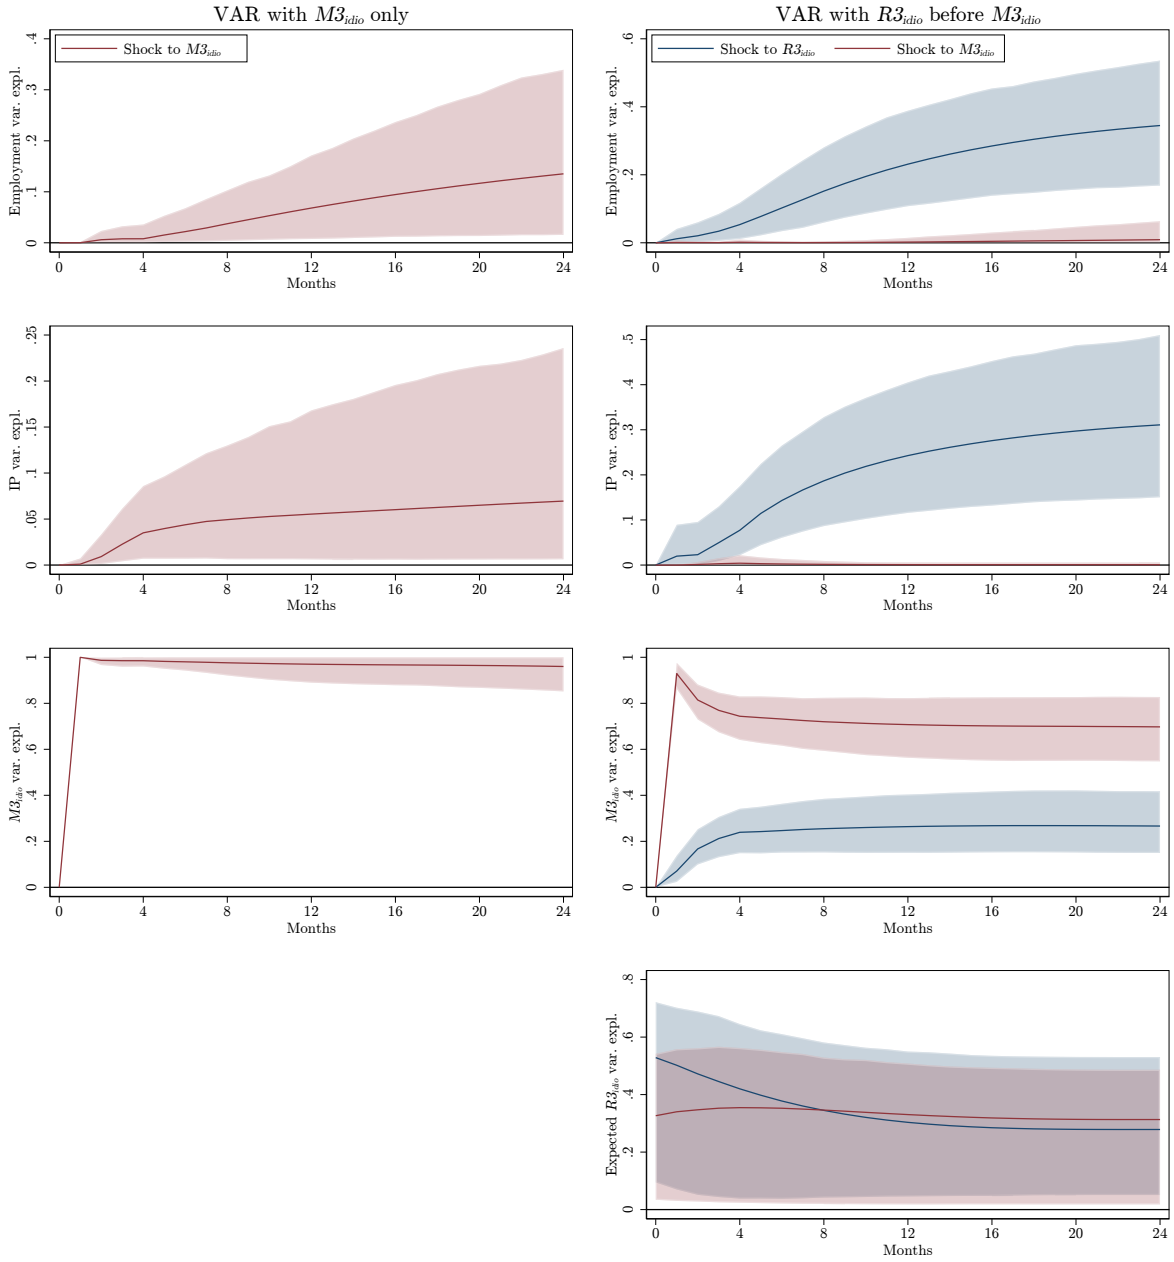 VAR with M3idio only
Employment var. expl.
0 .1 .2 .3 .4
Shock to M3idio
0 4 8 12 16 20 24
Months
VAR with R3idio before M3idio
Employment var. expl.
0 .2 .4 .6
Shock to R3idio Shock to M3idio
0 4 8 12 16 20 24
Months
IP var. expl.
0 .05 .1 .15 .2 .25
0 4 8 12 16 20 24
Months
IP var. expl.
0 .1 .2 .3 .4 .5
0 4 8 12 16 20 24
Months
M3idio var. expl.
0 .2 .4 .6 .8 1
0 4 8 12 16 20 24
Months
M3idio var. expl.
0 .2 .4 .6 .8 1
0 4 8 12 16 20 24
Months
Expected R3idio var. expl.
0 .2 .4 .6 .8
0 4 8 12 16 20 24
Months